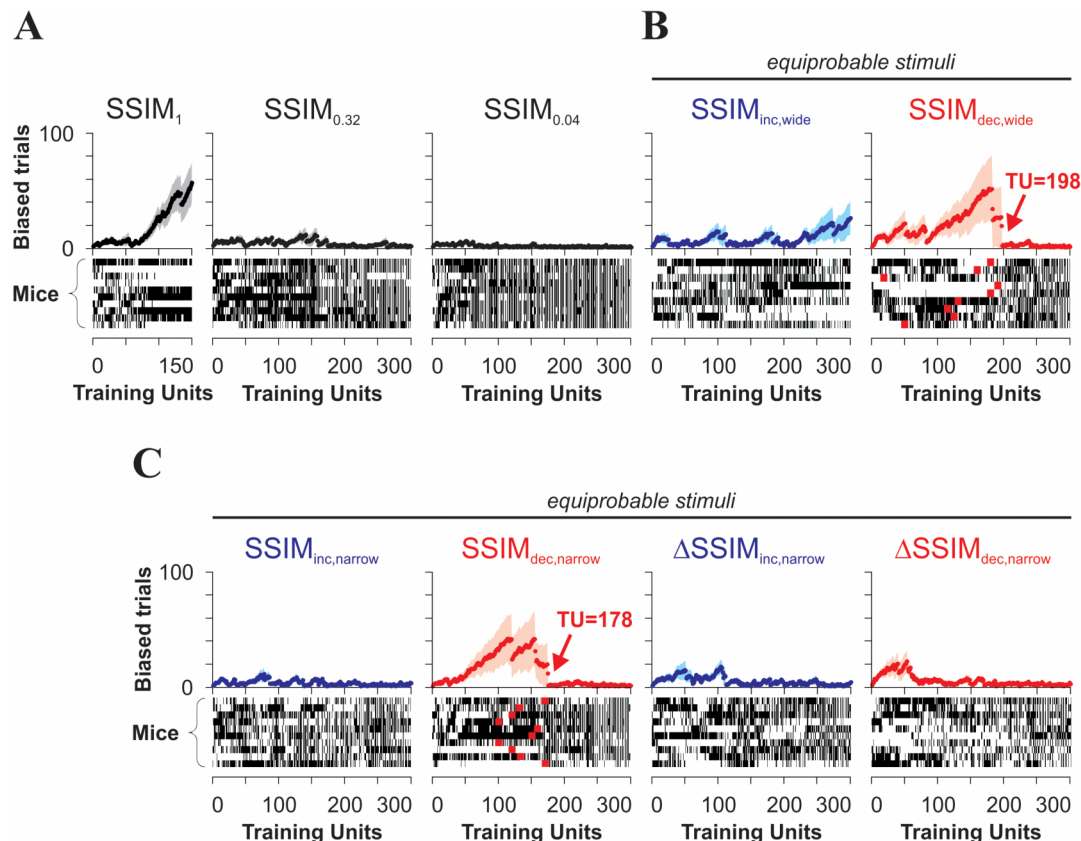 A
B
equiprobable stimuli
SSIM1
SSIM0.32
SSIM0.04
SSIMinc,wide
SSIMdec,wide
100
Biased trials
0
TU=198
Mice
0 150
0 100 200 300
0 100 200 300
0 100 200 300
0 100 200 300
Training Units
Training Units
Training Units
Training Units
Training Units
C
equiprobable stimuli
SSIMinc,narrow
SSIMdec,narrow
ΔSSIMinc,narrow
ΔSSIMdec,narrow
100
Biased trials
0
TU=178
Mice
0 100 200 300
0 100 200 300
0 100 200 300
0 100 200 300
Training Units
Training Units
Training Units
Training Units